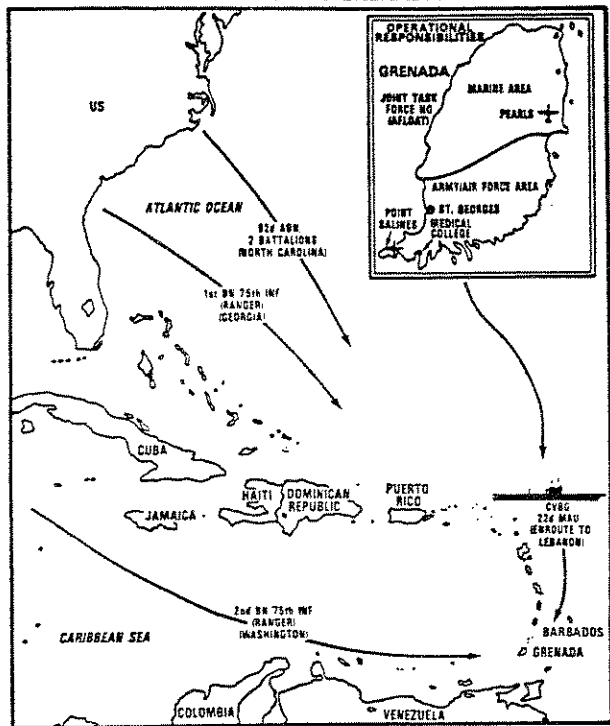 US
ATLANTIC OCEAN
82d ABN
2 BATTALIONS
(NORTH CAROLINA)
1st BN 75th INF
(RANGER)
(GEORGIA)
CUBA
JAMAICA
HAITI
DOMINICAN
REPUBLIC
PUERTO
RICO
2nd BN 75th INF
(RANGER)
(WASHINGTON)
CARIBBEAN SEA
COLOMBIA
VENEZUELA
CVBG
22d MAU
(ENROUTE TO
LEBANON)
BARBADOS
GRENADA
OPERATIONAL
RESPONSIBILITIES
GRENADA
JOINT TASK
FORCE HQ
(AFLOAT)
MARINE AREA
PEARLS
ARMY/AIR FORCE AREA
ST. GEORGES
MEDICAL
COLLEGE
POINT
SALINES